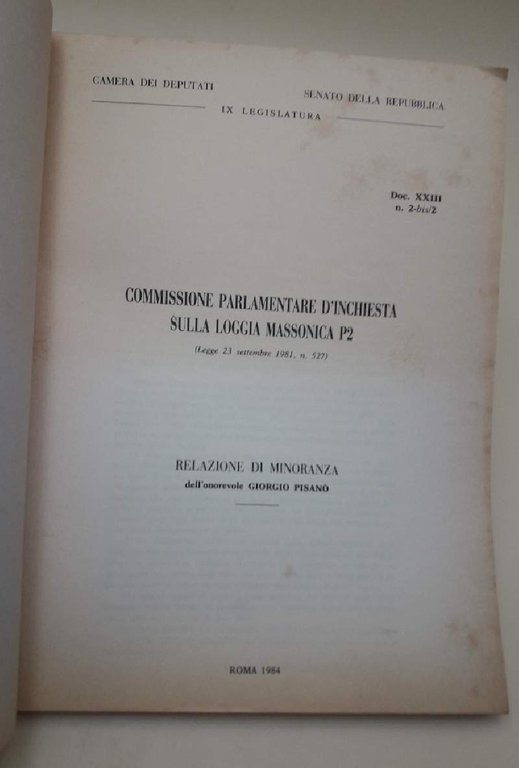 CAMERA DEI DEPUTATI
SENATO DELLA REPUBBLICA
IX LEGISLATURA
Doc. XXIII
n. 2-bis/2
COMMISSIONE PARLAMENTARE D'INCHIESTA
SULLA LOGGIA MASSONICA P2
(Legge 23 settembre 1981, n. 527)
RELAZIONE DI MINORANZA
dell'onorevole GIORGIO PISANÒ
ROMA 1984